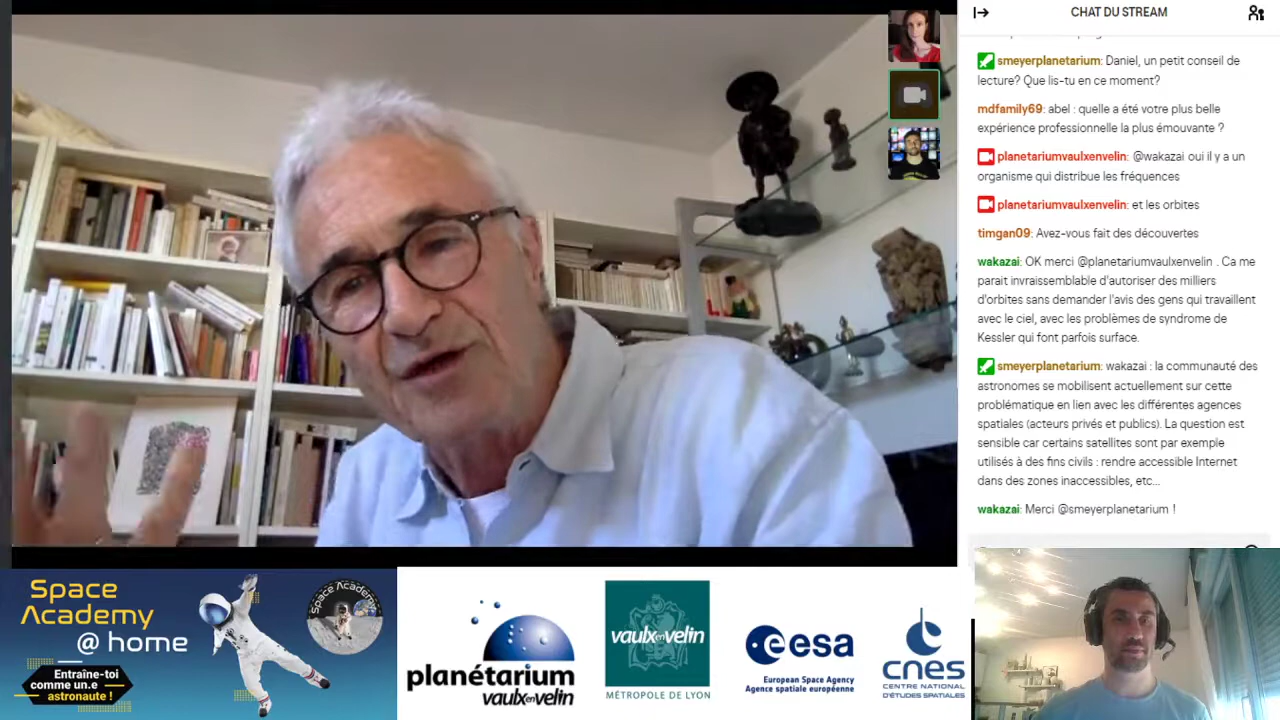 CHAT DU STREAM
smeyerplanetarium: Daniel, un petit conseil de
lecture? Que lis-tu en ce moment?
mdfamily69: abel : quelle a été votre plus belle
expérience professionnelle la plus émouvante ?
planetariumvaulxenvelin: @wakazai oui il y a un
organisme qui distribue les fréquences
planetariumvaulxenvelin: et les orbites
timgan09: Avez-vous fait des découvertes
wakazai: OK merci @planetariumvaulxenvelin . Ca me
parait invraissemblable d'autoriser des milliers
d'orbites sans demander l'avis des gens qui travaillent
avec le ciel, avec les problèmes de syndrome de
Kessler qui font parfois surface.
smeyerplanetarium: wakazai : la communauté des
astronomes se mobilisent actuellement sur cette
problématique en lien avec les différentes agences
spatiales (acteurs privés et publics). La question est
sensible car certains satellites sont par exemple
utilisés à des fins civils : rendre accessible Internet
dans des zones inaccessibles, etc...
wakazai: Merci @smeyerplanetarium !
Space
Academy
@ home
Entraîne-toi
comme un.e
astronaute !
Space Academy
planétarium
vaulxenvelin
vaulxenvelin
MÉTROPOLE DE LYON
esa
European Space Agency
Agence spatiale européenne
cnes
CENTRE NATIONAL
D'ÉTUDES SPATIALES